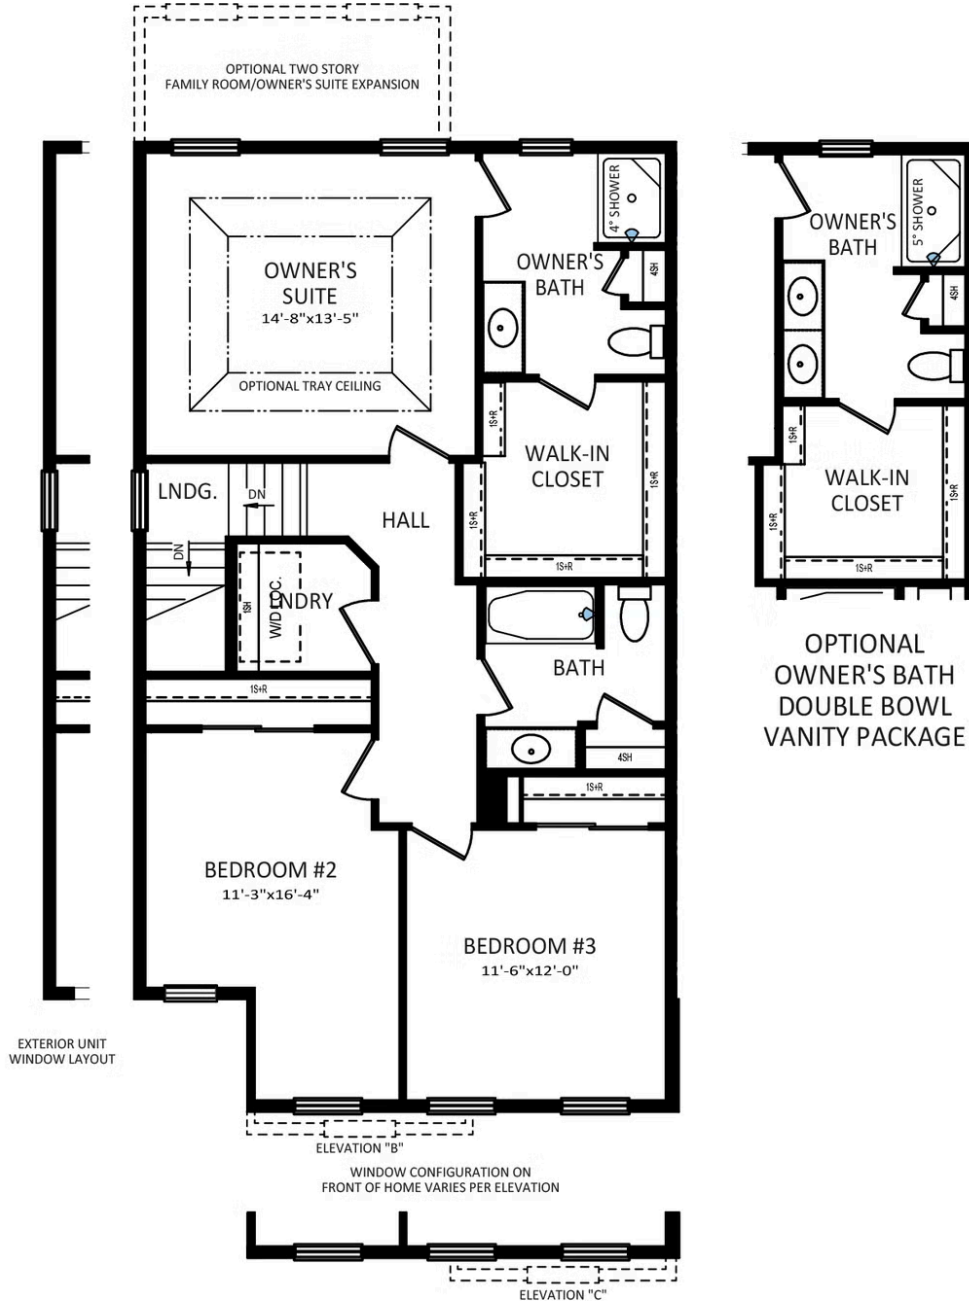 OPTIONAL TWO STORY
FAMILY ROOM/OWNER'S SUITE EXPANSION
OWNER'S
SUITE
14'-8"x13'-5"
OPTIONAL TRAY CEILING
4° SHOWER
OWNER'S
BATH
4SH
1S+R
WALK-IN
CLOSET
1S+R
1S+R
1S+R
LNDG.
DN
DN
HALL
LNDRY
W/D LOC.
1SH
1S+R
BATH
4SH
1S+R
BEDROOM #2
11'-3"x16'-4"
BEDROOM #3
11'-6"x12'-0"
EXTERIOR UNIT
WINDOW LAYOUT
ELEVATION "B"
WINDOW CONFIGURATION ON
FRONT OF HOME VARIES PER ELEVATION
ELEVATION "C"
5° SHOWER
OWNER'S
BATH
4SH
1S+R
WALK-IN
CLOSET
1S+R
1S+R
1S+R
OPTIONAL
OWNER'S BATH
DOUBLE BOWL
VANITY PACKAGE